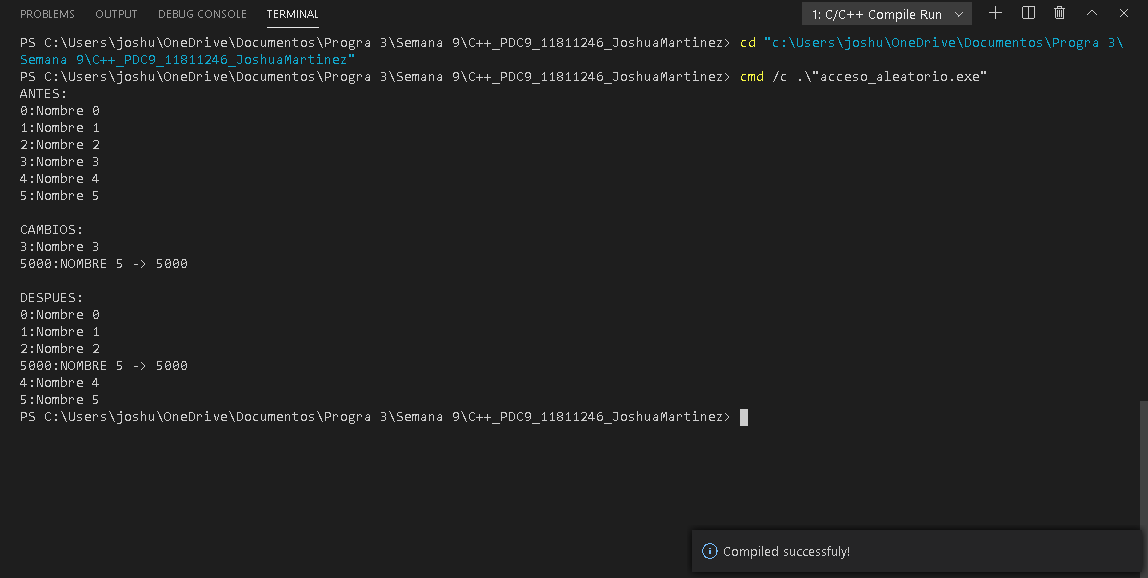 PROBLEMS OUTPUT DEBUG CONSOLE TERMINAL 1: C/C++ Compile Run
PS C:\Users\joshu\OneDrive\Documentos\Progra 3\Semana 9\C++_PDC9_11811246_JoshuaMartinez> cd "c:\Users\joshu\OneDrive\Documentos\Progra 3\
Semana 9\C++_PDC9_11811246_JoshuaMartinez"
PS C:\Users\joshu\OneDrive\Documentos\Progra 3\Semana 9\C++_PDC9_11811246_JoshuaMartinez> cmd /c .\"acceso_aleatorio.exe"
ANTES:
0:Nombre 0
1:Nombre 1
2:Nombre 2
3:Nombre 3
4:Nombre 4
5:Nombre 5
CAMBIOS:
3:Nombre 3
5000:NOMBRE 5 -> 5000
DESPUES:
0:Nombre 0
1:Nombre 1
2:Nombre 2
5000:NOMBRE 5 -> 5000
4:Nombre 4
5:Nombre 5
PS C:\Users\joshu\OneDrive\Documentos\Progra 3\Semana 9\C++_PDC9_11811246_JoshuaMartinez>
Compiled successfuly!